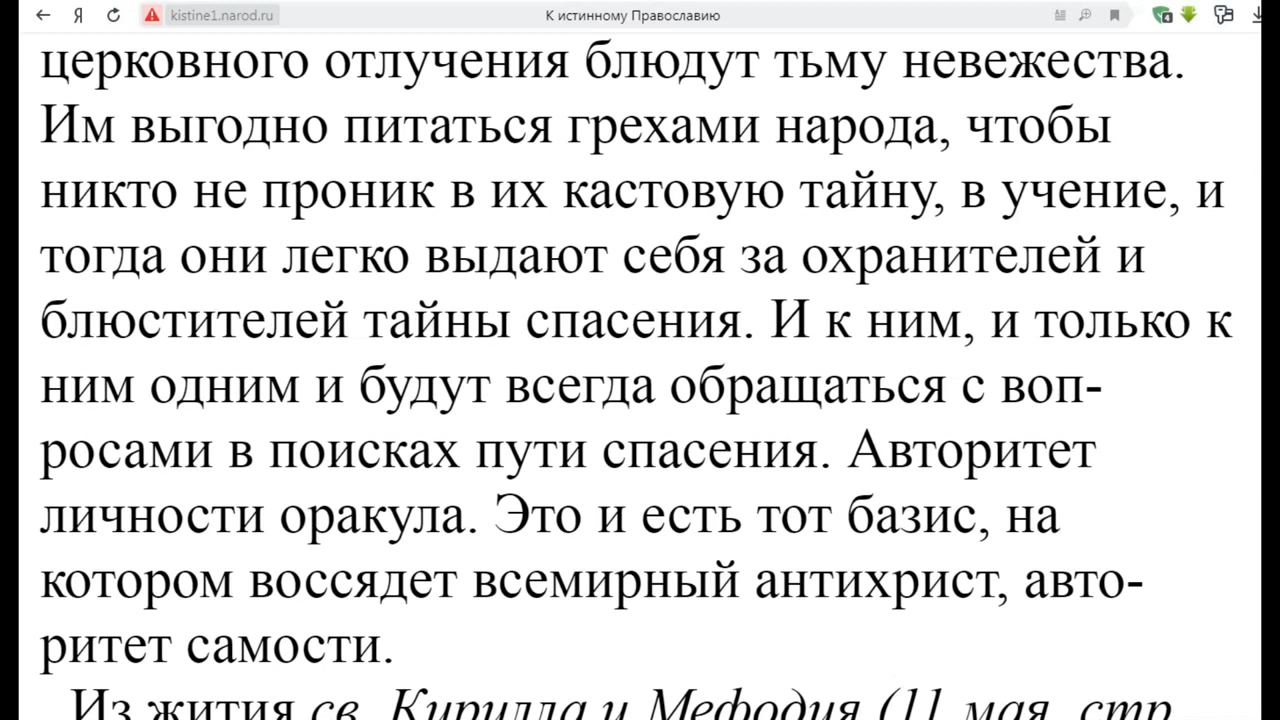 kistine1.narod.ru
К истинному Православию
церковного отлучения блюдут тьму невежества.
Им выгодно питаться грехами народа, чтобы
никто не проник в их кастовую тайну, в учение, и
тогда они легко выдают себя за охранителей и
блюстителей тайны спасения. И к ним, и только к
ним одним и будут всегда обращаться с воп-
росами в поисках пути спасения. Авторитет
личности оракула. Это и есть тот базис, на
котором воссядет всемирный антихрист, авто-
ритет самости.
Из жития св. Кирилла и Мефодия (11 мая, стр.